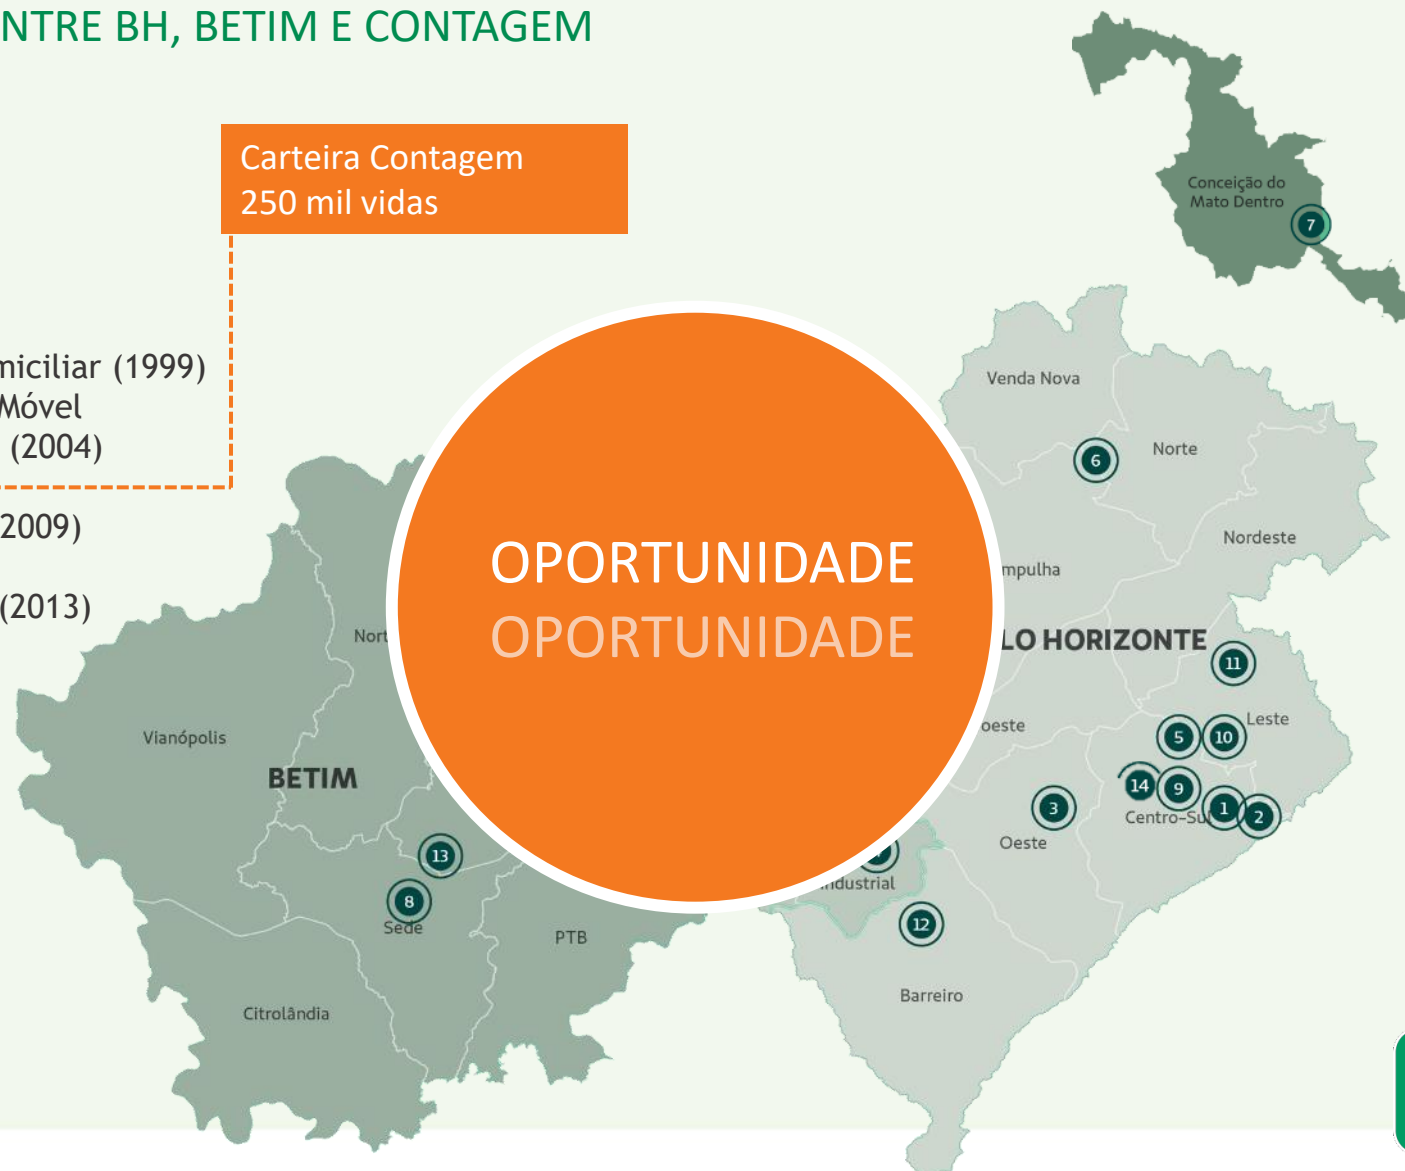 NTRE BH, BETIM E CONTAGEM
Carteira Contagem
250 mil vidas
miciliar (1999)
Móvel
(2004)
2009)
(2013)
Conceição do
Mato Dentro
7
Venda Nova
6
Norte
Nordeste
mpulha
OPORTUNIDADE
OPORTUNIDADE
Nort
LO HORIZONTE
11
Vianópolis
BETIM
oeste
5
10
Leste
14
9
1
2
Centro-Sul
3
Oeste
13
8
Sede
Industrial
12
PTB
Barreiro
Citrolândia